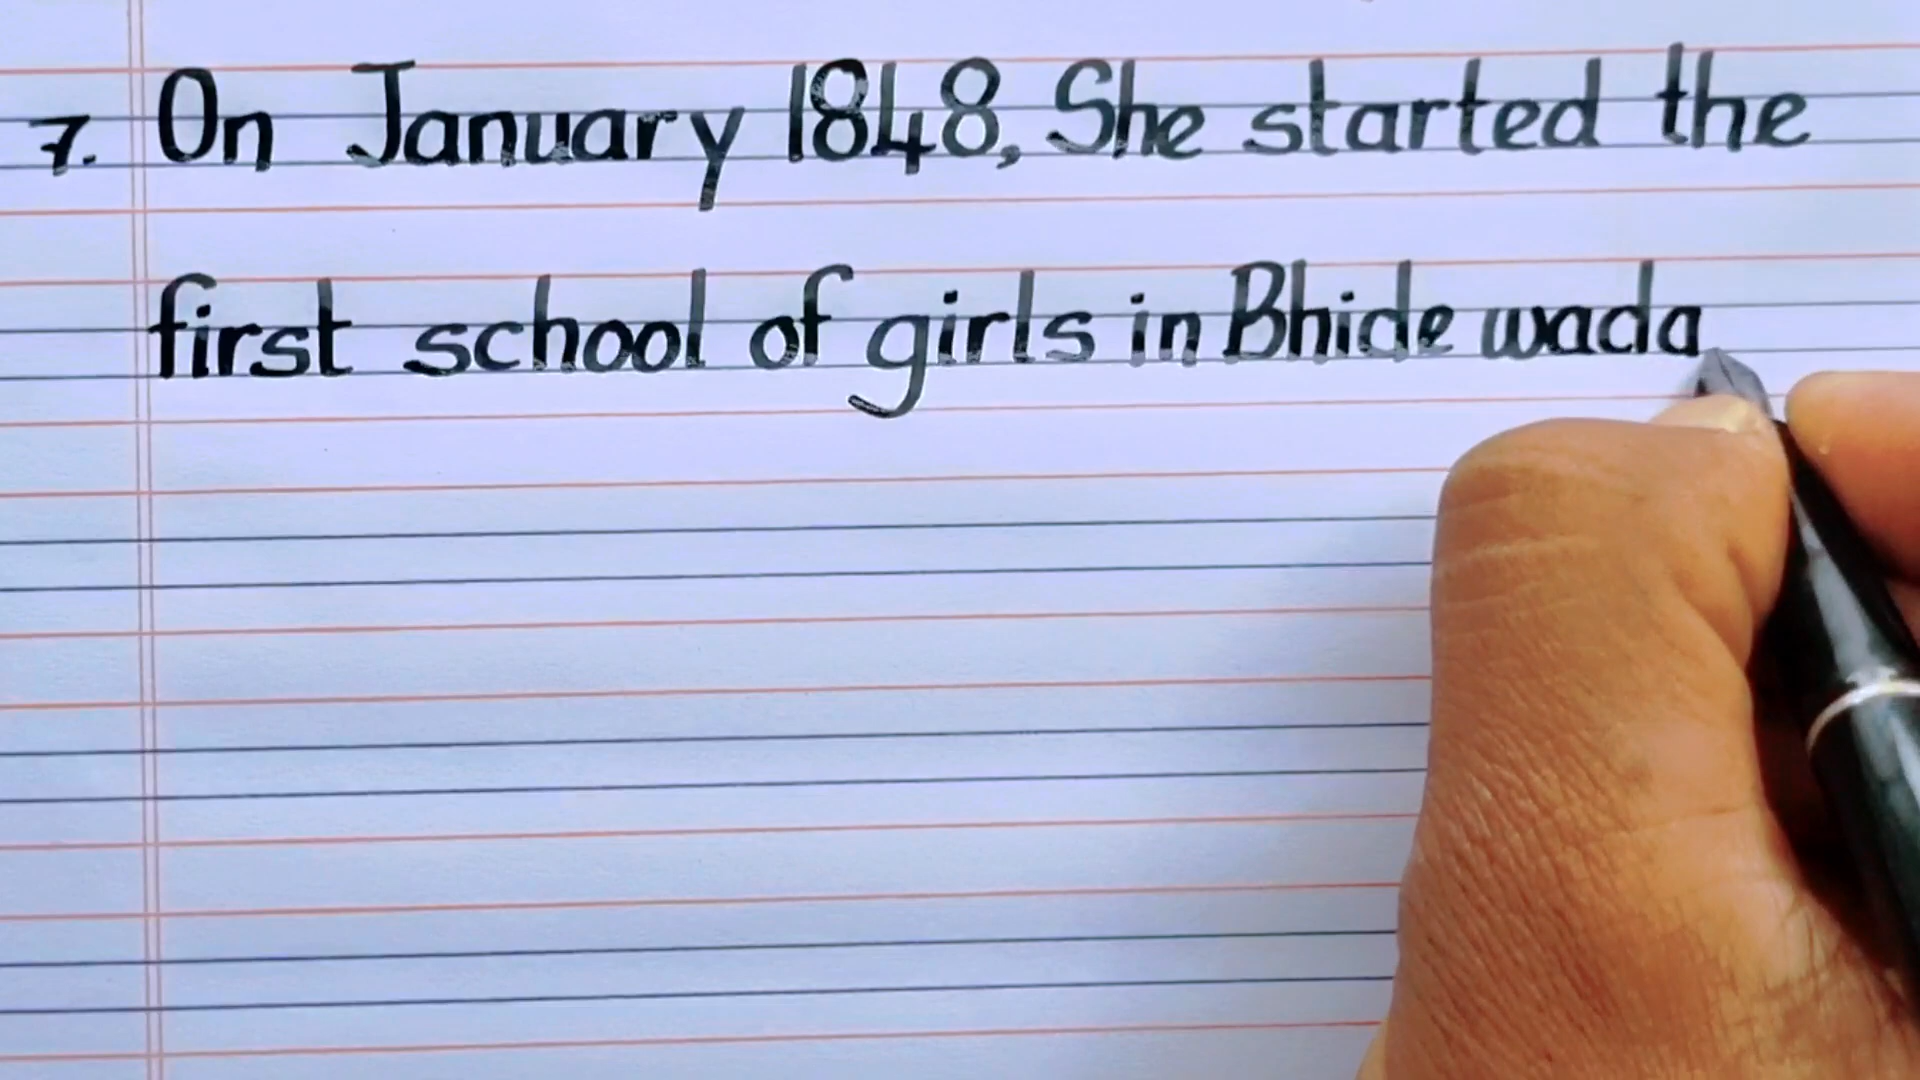 7. On January 1848, She started the
first school of girls in Bhide wada